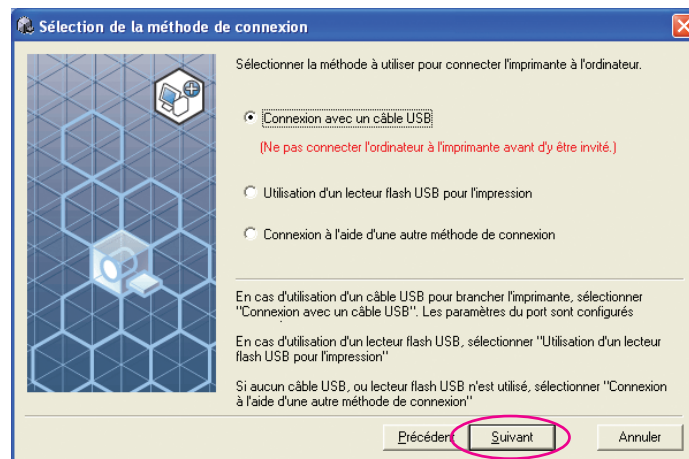 Sélection de la méthode de connexion
Sélectionner la méthode à utiliser pour connecter l'imprimante à l'ordinateur.
Connexion avec un câble USB
(Ne pas connecter l'ordinateur à l'imprimante avant d'y être invité.)
Utilisation d'un lecteur flash USB pour l'impression
Connexion à l'aide d'une autre méthode de connexion
En cas d'utilisation d'un câble USB pour brancher l'imprimante, sélectionner
"Connexion avec un câble USB". Les paramètres du port sont configurés
En cas d'utilisation d'un lecteur flash USB, sélectionner "Utilisation d'un lecteur
flash USB pour l'impression"
Si aucun câble USB, ou lecteur flash USB n'est utilisé, sélectionner "Connexion
à l'aide d'une autre méthode de connexion"
Précédent Suivant Annuler